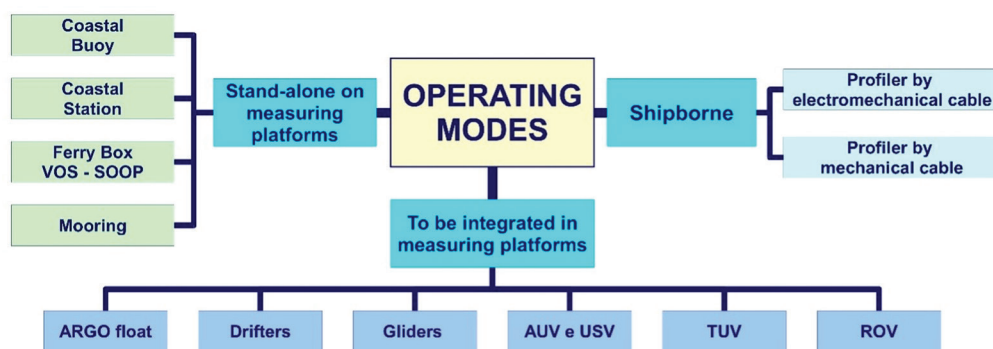 OPERATING
MODES
Stand-alone on
measuring
platforms
Coastal
Buoy
Coastal
Station
Ferry Box
VOS - SOOP
Mooring
Shipborne
Profiler by
electromechanical cable
Profiler by
mechanical cable
To be integrated in
measuring platforms
ARGO float
Drifters
Gliders
AUV e USV
TUV
ROV